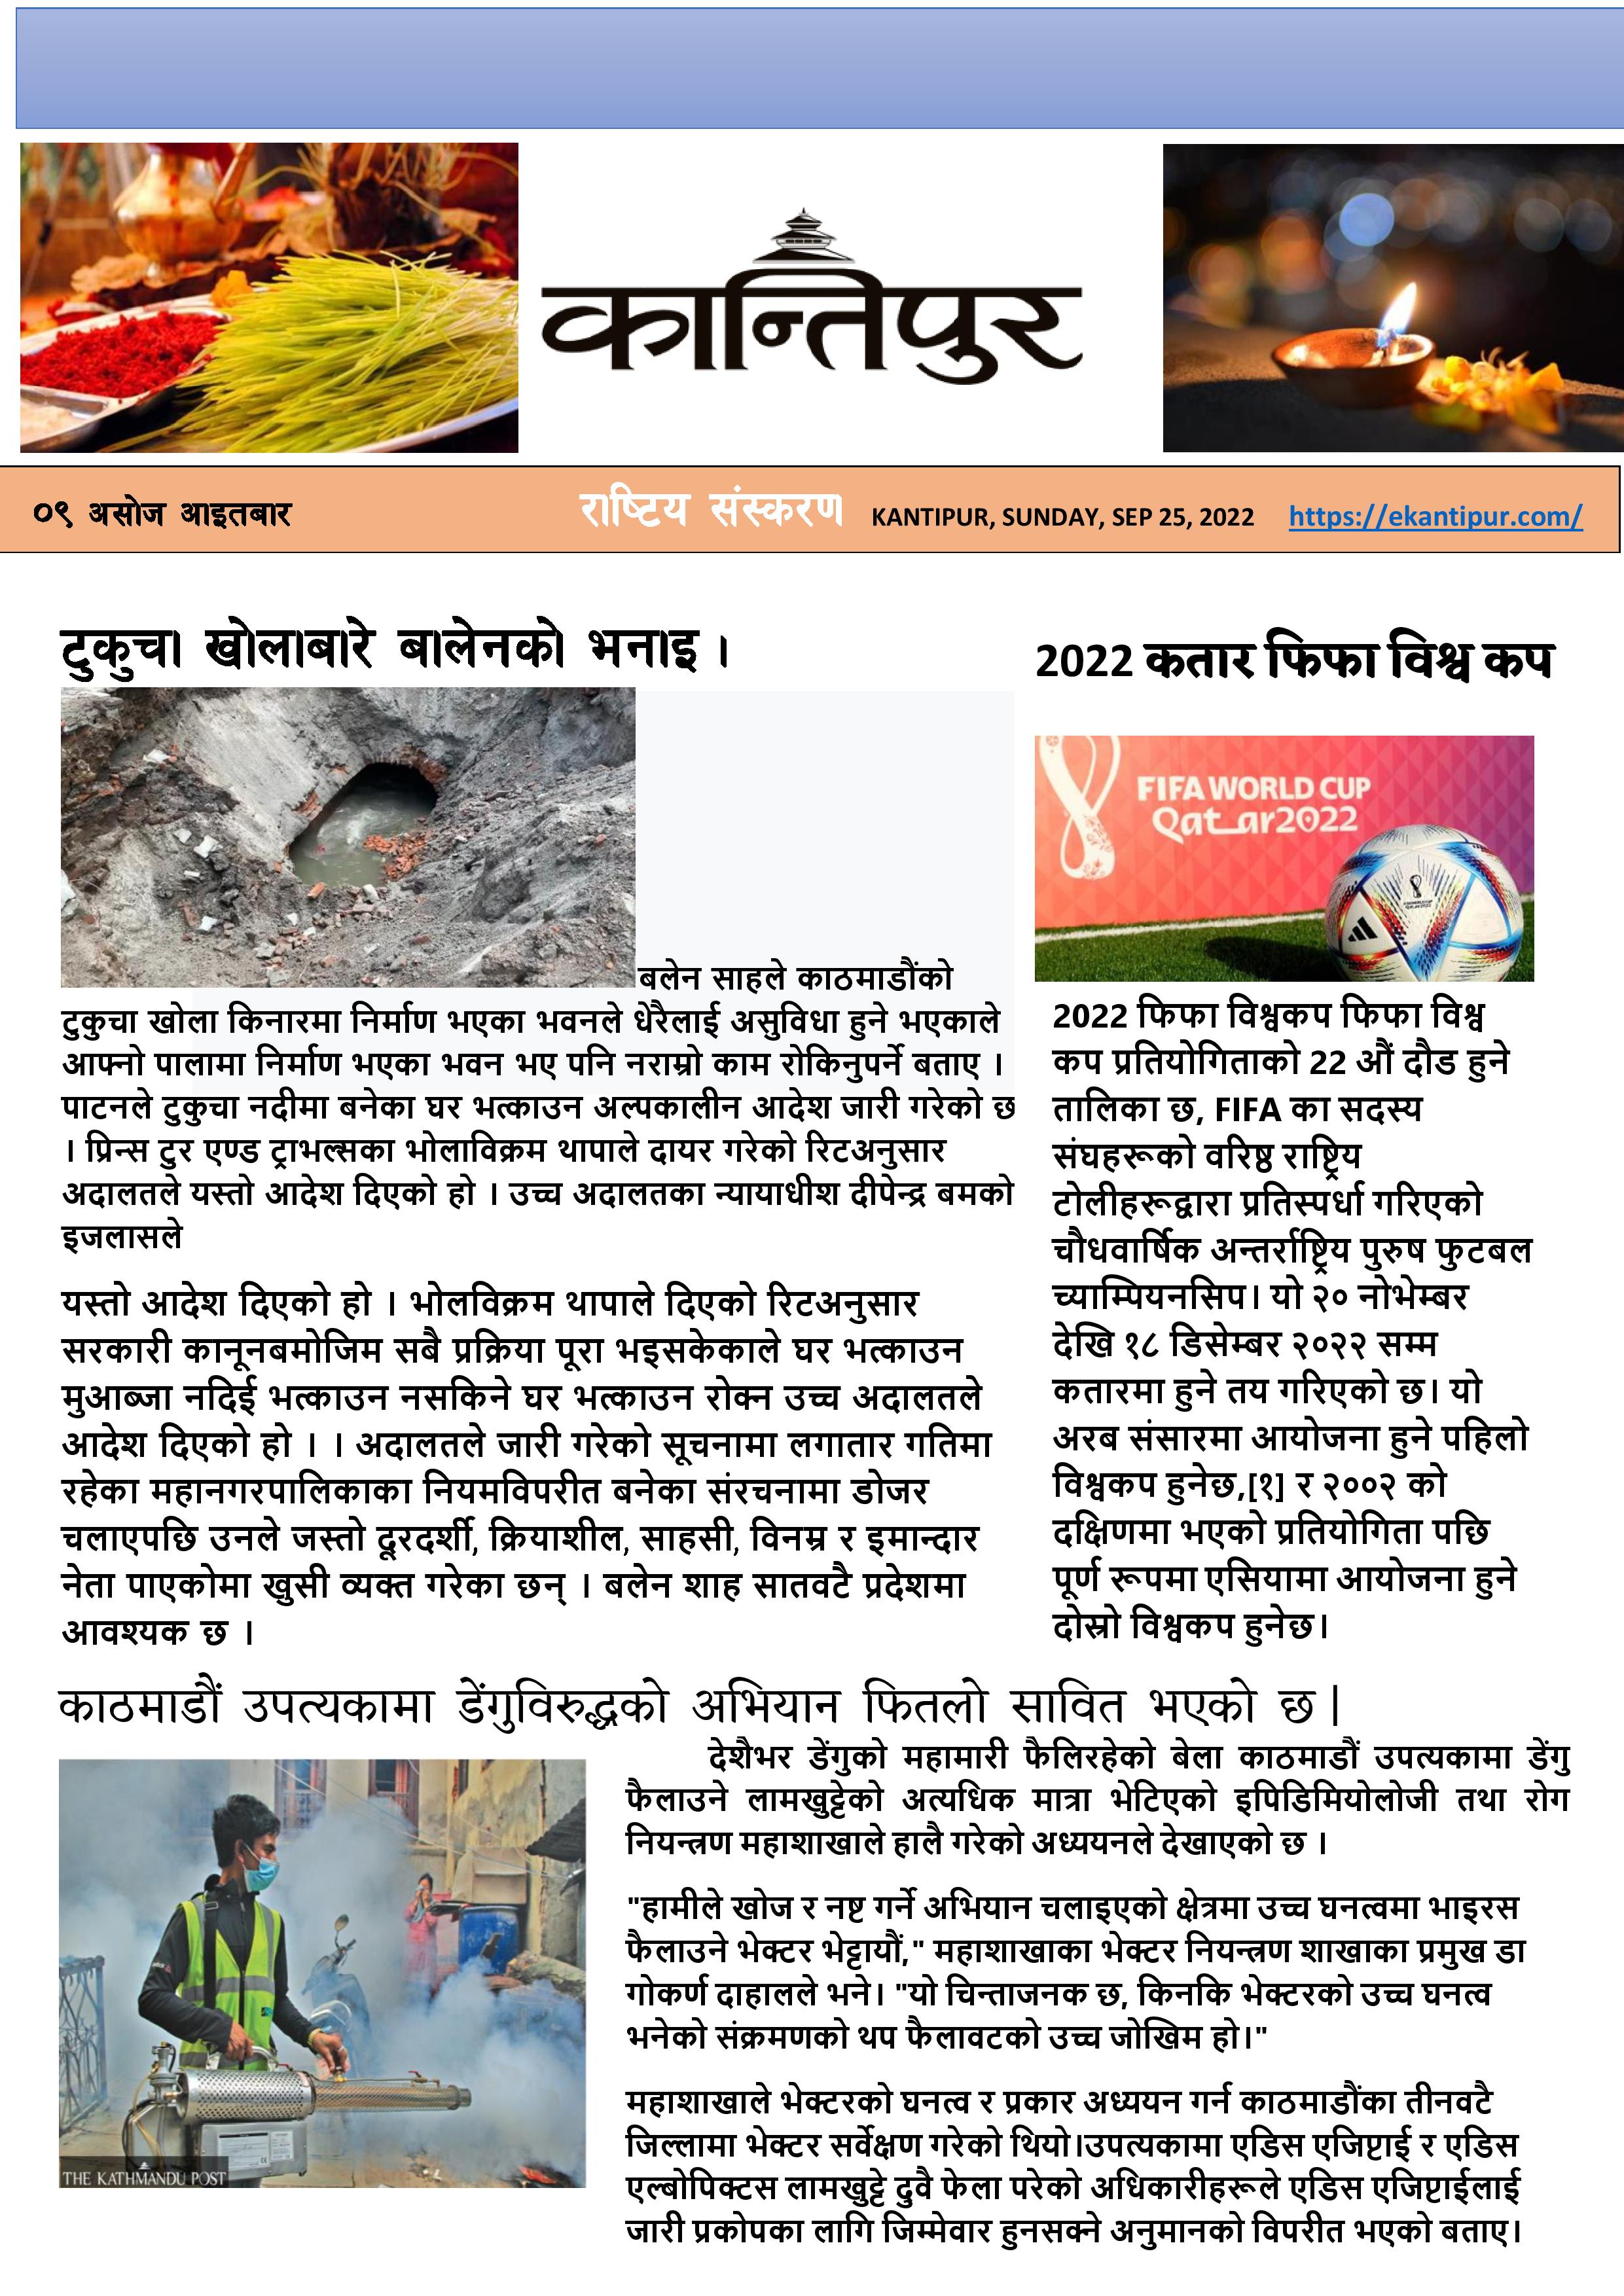 कान्तिपुर
०९ असोज आइतबार राष्टिय संस्करण KANTIPUR, SUNDAY, SEP 25, 2022 https://ekantipur.com/
टुकुचा खोलाबारे बालेनको भनाइ ।
बलेन साहले काठमाडौंको
टुकुचा खोला किनारमा निर्माण भएका भवनले धेरैलाई असुविधा हुने भएकाले
आफ्नो पालामा निर्माण भएका भवन भए पनि नराम्रो काम रोकिनुपर्ने बताए ।
पाटनले टुकुचा नदीमा बनेका घर भत्काउन अल्पकालीन आदेश जारी गरेको छ
। प्रिन्स टुर एण्ड ट्राभल्सका भोलाविक्रम थापाले दायर गरेको रिटअनुसार
अदालतले यस्तो आदेश दिएको हो । उच्च अदालतका न्यायाधीश दीपेन्द्र बमको
इजलासले
यस्तो आदेश दिएको हो । भोलविक्रम थापाले दिएको रिटअनुसार
सरकारी कानूनबमोजिम सबै प्रक्रिया पूरा भइसकेकाले घर भत्काउन
मुआब्जा नदिई भत्काउन नसकिने घर भत्काउन रोक्न उच्च अदालतले
आदेश दिएको हो । । अदालतले जारी गरेको सूचनामा लगातार गतिमा
रहेका महानगरपालिकाका नियमविपरीत बनेका संरचनामा डोजर
चलाएपछि उनले जस्तो दूरदर्शी, क्रियाशील, साहसी, विनम्र र इमान्दार
नेता पाएकोमा खुसी व्यक्त गरेका छन् । बलेन शाह सातवटै प्रदेशमा
आवश्यक छ ।
2022 कतार फिफा विश्व कप
FIFA WORLD CUP
Qatar2022
2022 फिफा विश्वकप फिफा विश्व
कप प्रतियोगिताको 22 औं दौड हुने
तालिका छ, FIFA का सदस्य
संघहरूको वरिष्ठ राष्ट्रिय
टोलीहरूद्वारा प्रतिस्पर्धा गरिएको
चौधवार्षिक अन्तर्राष्ट्रिय पुरुष फुटबल
च्याम्पियनसिप। यो २० नोभेम्बर
देखि १८ डिसेम्बर २०२२ सम्म
कतारमा हुने तय गरिएको छ। यो
अरब संसारमा आयोजना हुने पहिलो
विश्वकप हुनेछ,[१] र २००२ को
दक्षिणमा भएको प्रतियोगिता पछि
पूर्ण रूपमा एसियामा आयोजना हुने
दोस्रो विश्वकप हुनेछ।
काठमाडौं उपत्यकामा डेंगुविरुद्धको अभियान फितलो सावित भएको छ|
देशैभर डेंगुको महामारी फैलिरहेको बेला काठमाडौं उपत्यकामा डेंगु
फैलाउने लामखुट्टेको अत्यधिक मात्रा भेटिएको इपिडिमियोलोजी तथा रोग
नियन्त्रण महाशाखाले हालै गरेको अध्ययनले देखाएको छ ।
"हामीले खोज र नष्ट गर्ने अभियान चलाइएको क्षेत्रमा उच्च घनत्वमा भाइरस
फैलाउने भेक्टर भेट्टायौं," महाशाखाका भेक्टर नियन्त्रण शाखाका प्रमुख डा
गोकर्ण दाहालले भने। "यो चिन्ताजनक छ, किनकि भेक्टरको उच्च घनत्व
भनेको संक्रमणको थप फैलावटको उच्च जोखिम हो।"
महाशाखाले भेक्टरको घनत्व र प्रकार अध्ययन गर्न काठमाडौंका तीनवटै
जिल्लामा भेक्टर सर्वेक्षण गरेको थियो।उपत्यकामा एडिस एजिप्टाई र एडिस
एल्बोपिक्टस लामखुट्टे दुवै फेला परेको अधिकारीहरूले एडिस एजिप्टाईलाई
जारी प्रकोपका लागि जिम्मेवार हुनसक्ने अनुमानको विपरीत भएको बताए।
THE KATHMANDU POST